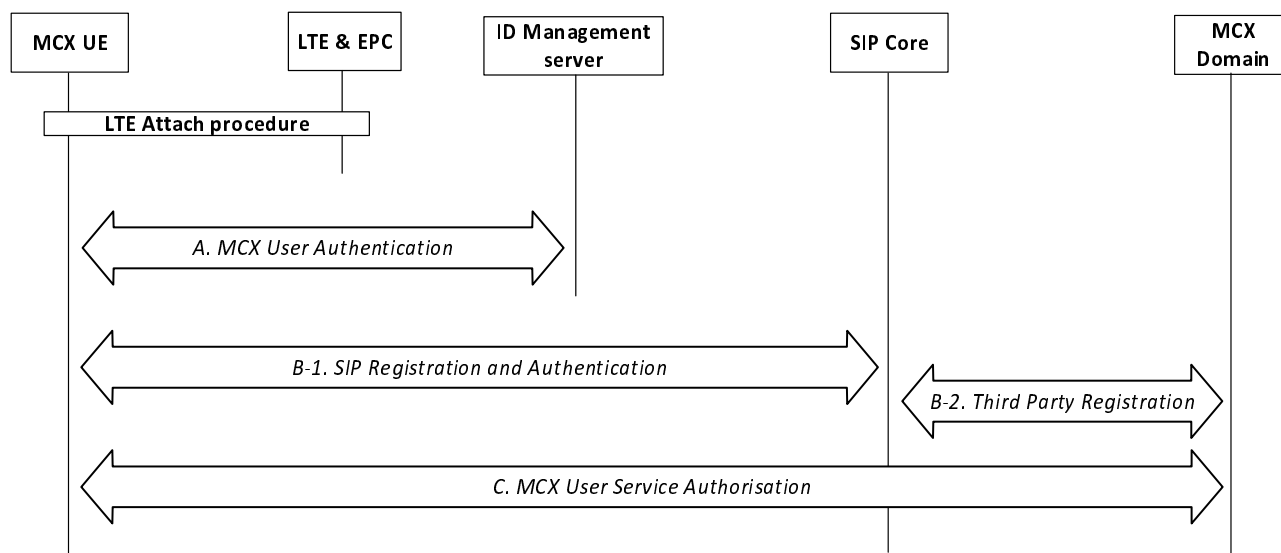 MCX UE
LTE & EPC
ID Management
server
SIP Core
MCX
Domain
LTE Attach procedure
A. MCX User Authentication
B-1. SIP Registration and Authentication
B-2. Third Party Registration
C. MCX User Service Authorisation